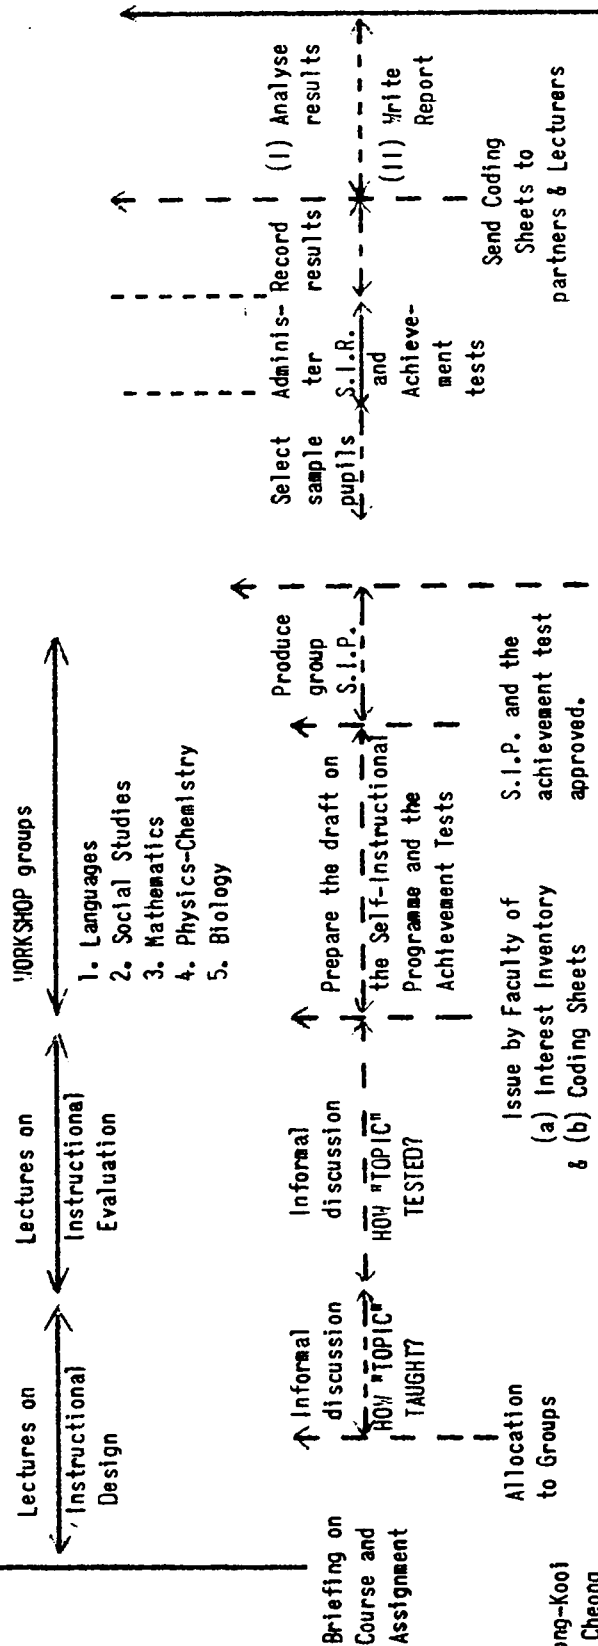 Lectures on
Instructional
Design
Lectures on
Instructional
Evaluation
WORKSHOP groups
1. Languages
2. Social Studies
3. Mathematics
4. Physics-Chemistry
5. Biology
Briefing on
Course and
Assignment
Informal
discussion
HOW "TOPIC"
TAUGHT?
Informal
discussion
HOW "TOPIC"
TESTED?
Prepare the draft on
the Self-Instructional
Programme and the
Achievement Tests
Produce
group
S.I.P.
Select
sample
pupils
Adminis-
ter
S.I.R.
and
Achieve-
ment
tests
Record
results
(I) Analyse
results
(II) Write
Report
Allocation
to Groups
Issue by Faculty of
(a) Interest Inventory
& (b) Coding Sheets
S.I.P. and the
achievement test
approved.
Send Coding
Sheets to
partners & Lecturers
ang-Kooi
Cheong